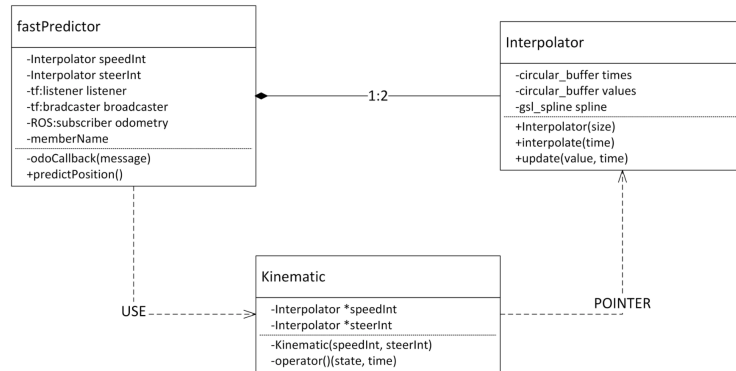 fastPredictor
-Interpolator speedInt
-Interpolator steerInt
-tf:listener listener
-tf:bradcaster broadcaster
-ROS:subscriber odometry
-memberName
-odoCallback(message)
+predictPosition()
1:2
Interpolator
-circular_buffer times
-circular_buffer values
-gsl_spline spline
+Interpolator(size)
+interpolate(time)
+update(value, time)
USE
Kinematic
-Interpolator *speedInt
-Interpolator *steerInt
-Kinematic(speedInt, steerInt)
-operator()(state, time)
POINTER